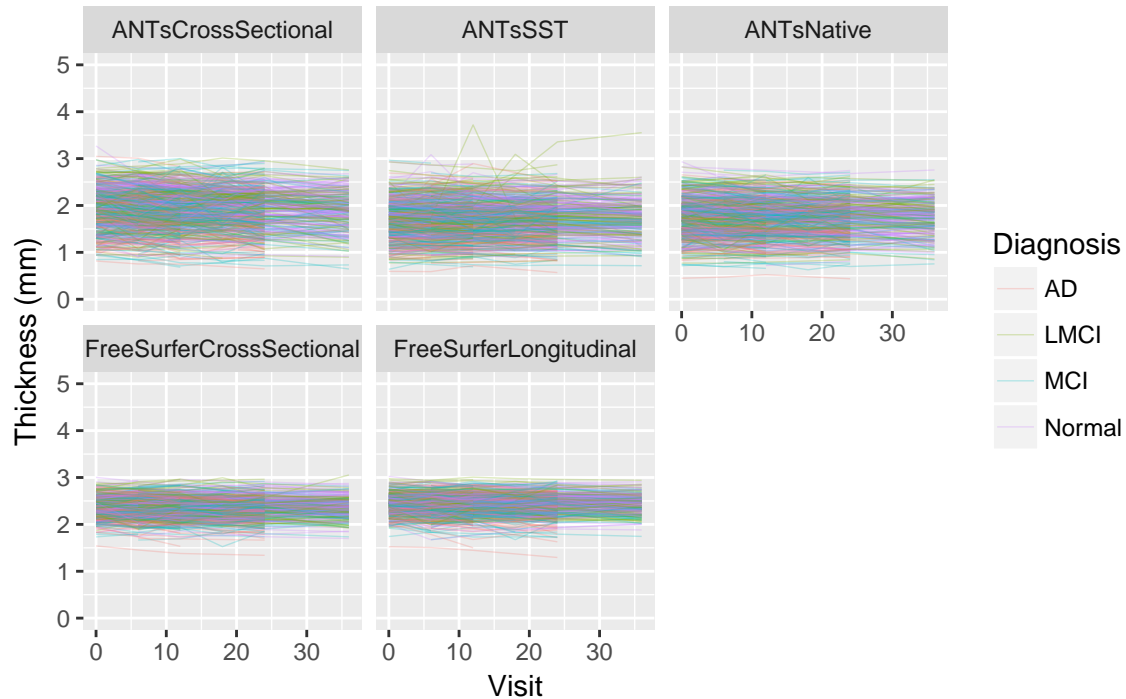 ANTsCrossSectional ANTsSST ANTsNative
5
4
3
2
1
0
0 10 20 30
FreeSurferCrossSectional FreeSurferLongitudinal
5
4
3
2
1
0
0 10 20 30 0 10 20 30
Visit
Thickness (mm)
Diagnosis
AD
LMCI
MCI
Normal